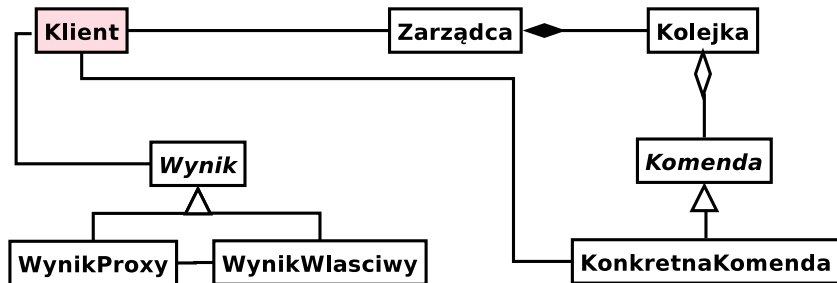 Klient
Zarządca
Kolejka
Wynik
Komenda
WynikProxy
WynikWlasciwy
KonkretnaKomenda